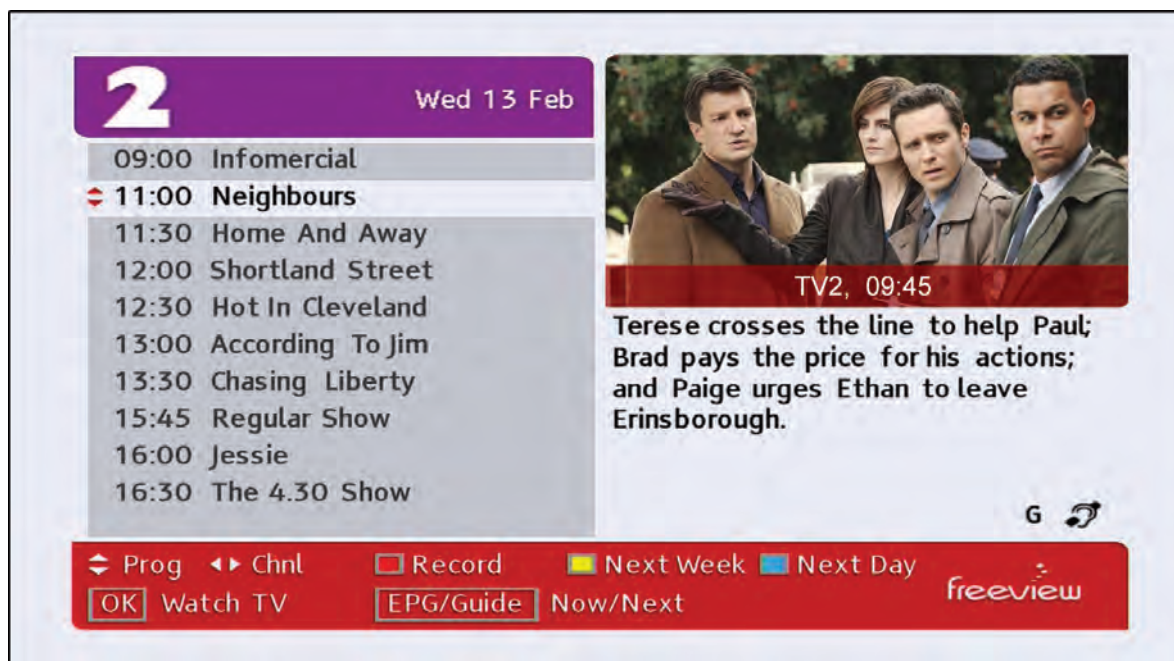 2 Wed 13 Feb
09:00 Infomercial
11:00 Neighbours
11:30 Home And Away
12:00 Shortland Street
12:30 Hot In Cleveland
13:00 According To Jim
13:30 Chasing Liberty
15:45 Regular Show
16:00 Jessie
16:30 The 4.30 Show
TV2, 09:45
Terese crosses the line to help Paul;
Brad pays the price for his actions;
and Paige urges Ethan to leave
Erinsborough.
G
Prog Chnl Record Next Week Next Day
OK Watch TV EPG/Guide Now/Next
freeview